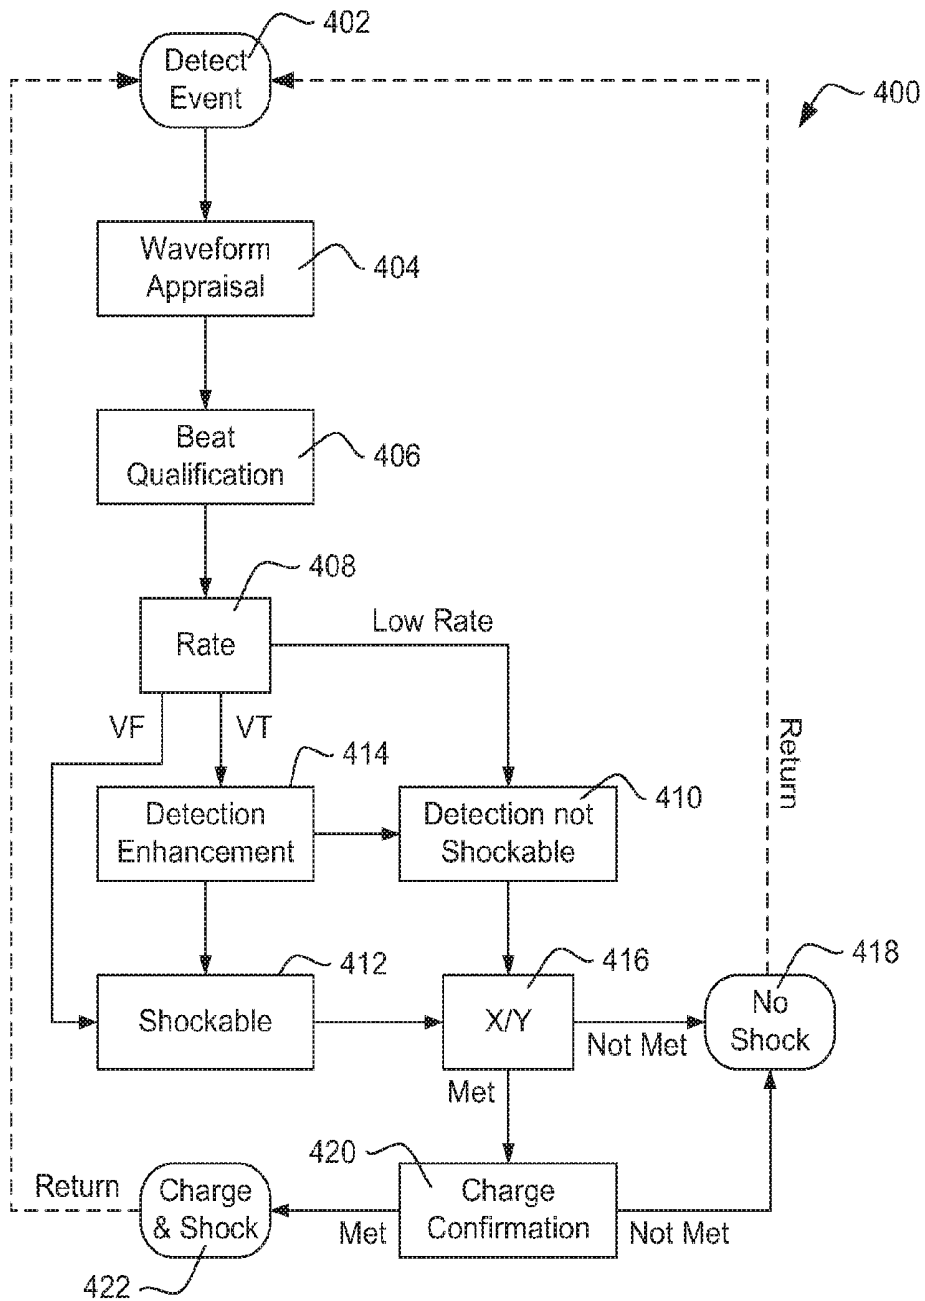 402
Detect
Event
400
Waveform
Appraisal
404
Beat
Qualification
406
408
Rate
Low Rate
VF
VT
414
Detection
Enhancement
410
Detection not
Shockable
Return
412
Shockable
416
X/Y
Not Met
Met
418
No
Shock
420
Charge
Confirmation
Not Met
Met
Return
Charge
& Shock
422